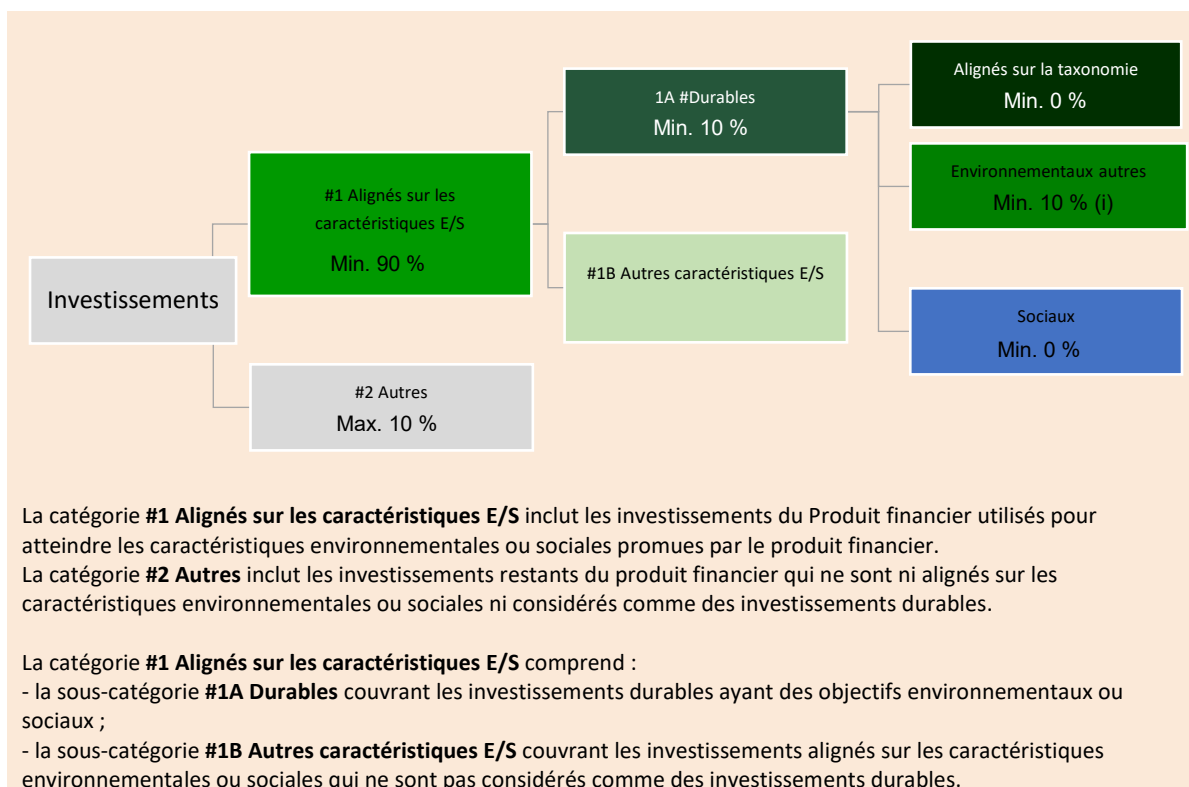 Investissements
#1 Alignés sur les
caractéristiques E/S
Min. 90 %
#2 Autres
Max. 10 %
1A #Durables
Min. 10 %
#1B Autres caractéristiques E/S
Alignés sur la taxonomie
Min. 0 %
Environnementaux autres
Min. 10 % (i)
Sociaux
Min. 0 %
La catégorie #1 Alignés sur les caractéristiques E/S inclut les investissements du Produit financier utilisés pour
atteindre les caractéristiques environnementales ou sociales promues par le produit financier.
La catégorie #2 Autres inclut les investissements restants du produit financier qui ne sont ni alignés sur les
caractéristiques environnementales ou sociales ni considérés comme des investissements durables.
La catégorie #1 Alignés sur les caractéristiques E/S comprend :
- la sous-catégorie #1A Durables couvrant les investissements durables ayant des objectifs environnementaux ou
sociaux ;
- la sous-catégorie #1B Autres caractéristiques E/S couvrant les investissements alignés sur les caractéristiques
environnementales ou sociales qui ne sont pas considérés comme des investissements durables.